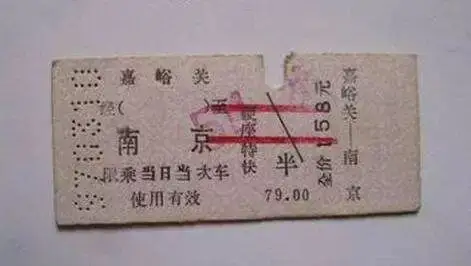 嘉峪关
经(    )至
南京
限乘当日当次车
使用有效
硬座特快
半
79.00
全价158元
嘉峪关——南京